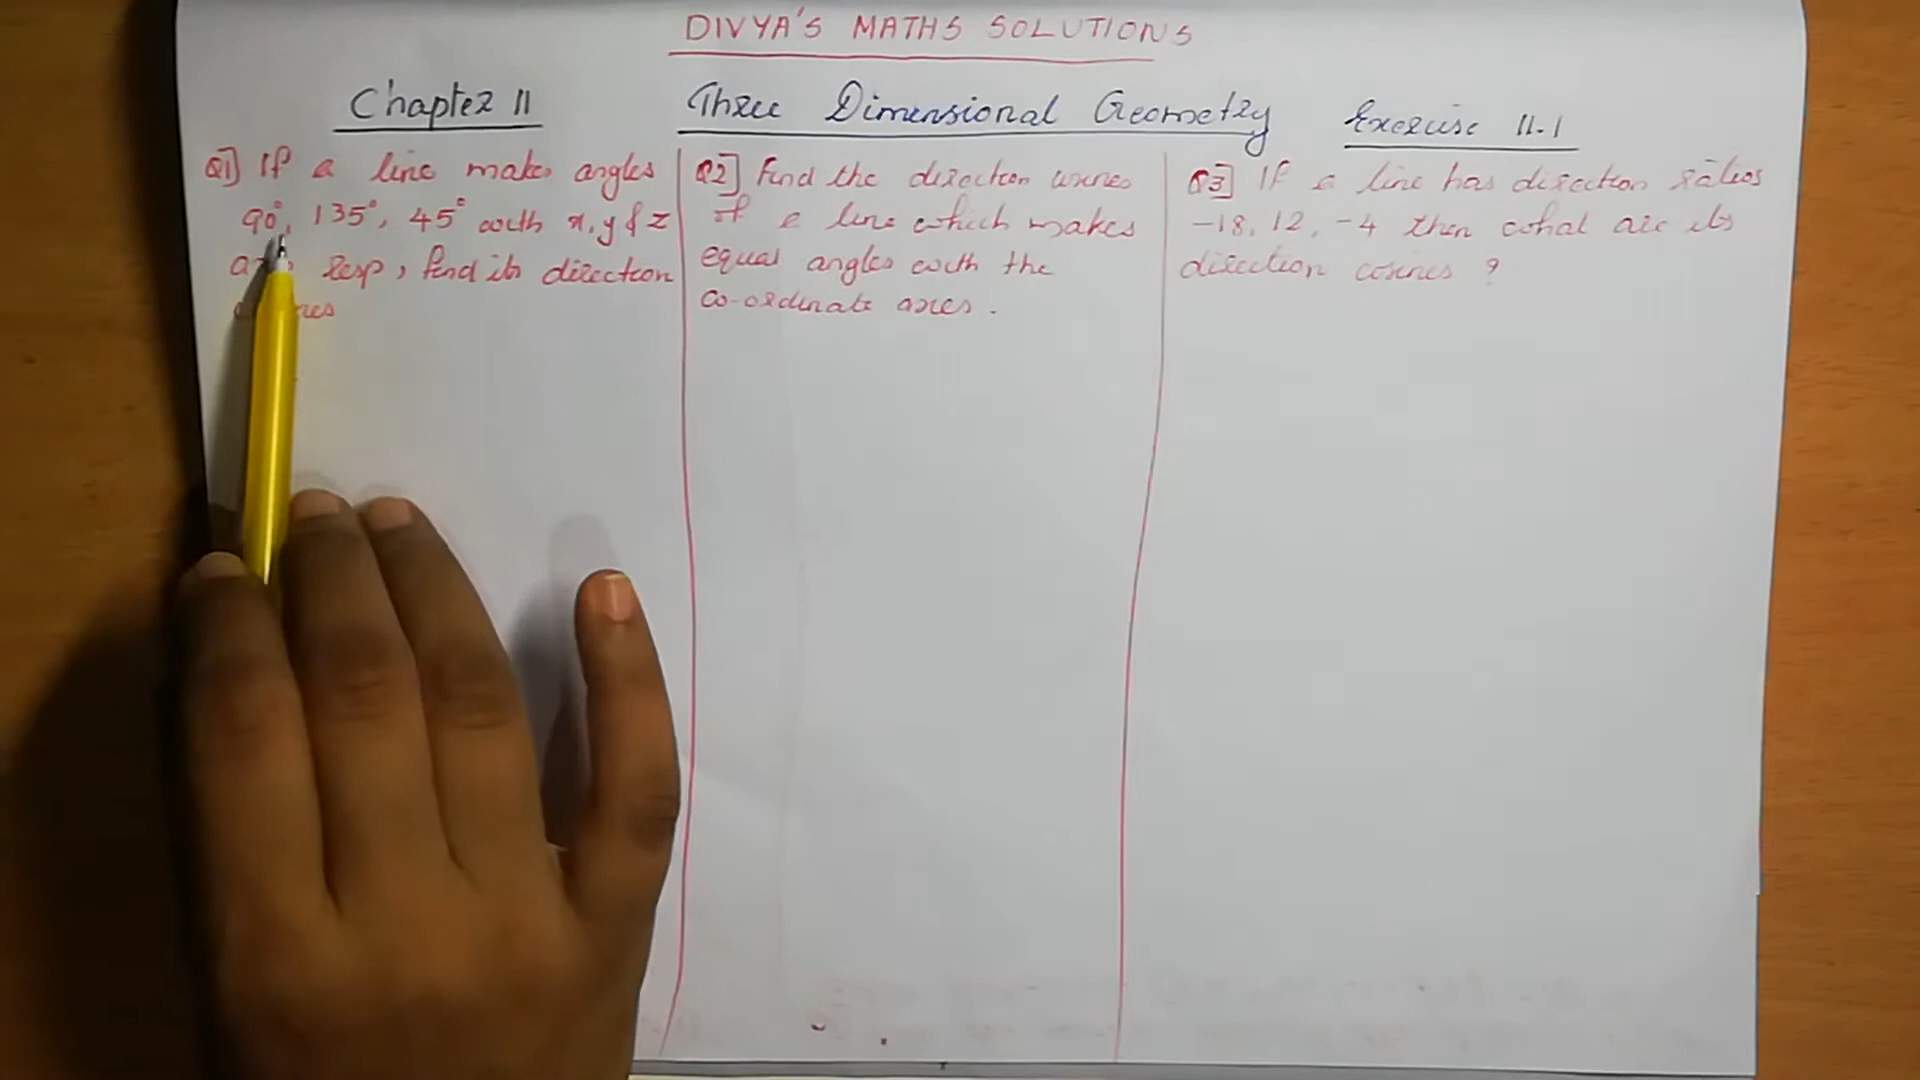 DIVYA'S MATHS SOLUTIONS
Chapter 11 Three Dimensional Geometry Exercise 11.1
Q1] If a line makes angles
90°, 135°, 45° with x, y & z
resp, find its direction
Q2] Find the direction cosines
of a line which makes
equal angles with the
co-ordinate axes.
Q3] If a line has direction ratios
-18, 12, -4 then what are its
direction cosines ?